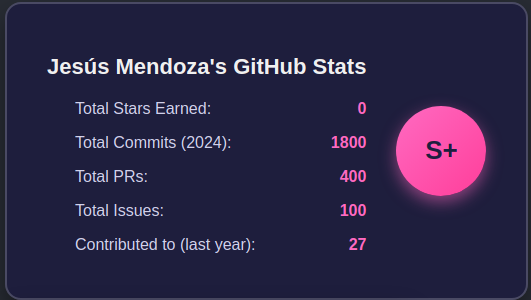 Jesús Mendoza's GitHub Stats
Total Stars Earned: 0
Total Commits (2024): 1800
Total PRs: 400
Total Issues: 100
Contributed to (last year): 27
S+